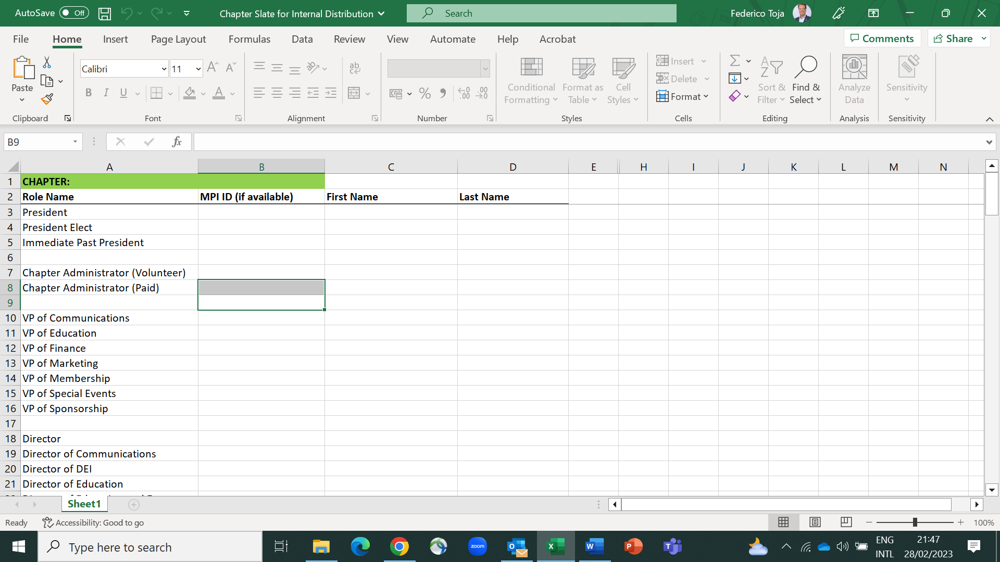 AutoSave Off Chapter Slate for Internal Distribution Search Federico Toja
File Home Insert Page Layout Formulas Data Review View Automate Help Acrobat Comments Share
Paste Calibri 11 ab Conditional Formatting Format as Table Cell Styles Insert Delete Format Sort & Filter Find & Select Analyze Data Sensitivity
B I U A % 
Clipboard Font Alignment Number Styles Cells Editing Analysis Sensitivity
B9 fx
A B C D E H I J K L M N
1 CHAPTER:
2 Role Name MPI ID (if available) First Name Last Name
3 President
4 President Elect
5 Immediate Past President
6
7 Chapter Administrator (Volunteer)
8 Chapter Administrator (Paid)
9
10 VP of Communications
11 VP of Education
12 VP of Finance
13 VP of Marketing
14 VP of Membership
15 VP of Special Events
16 VP of Sponsorship
17
18 Director
19 Director of Communications
20 Director of DEI
21 Director of Education
Sheet1
Ready Accessibility: Good to go 100%
Type here to search zoom ENG 21:47
INTL 28/02/2023